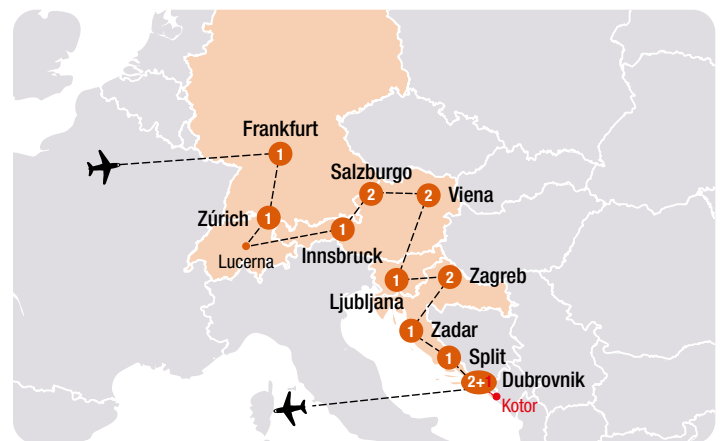 Frankfurt
1
Salzburgo
2
2
Viena
Zúrich
1
1
Lucerna
Innsbruck
1
2
Zagreb
Ljubljana
1
Zadar
1
Split
2+1
Dubrovnik
Kotor